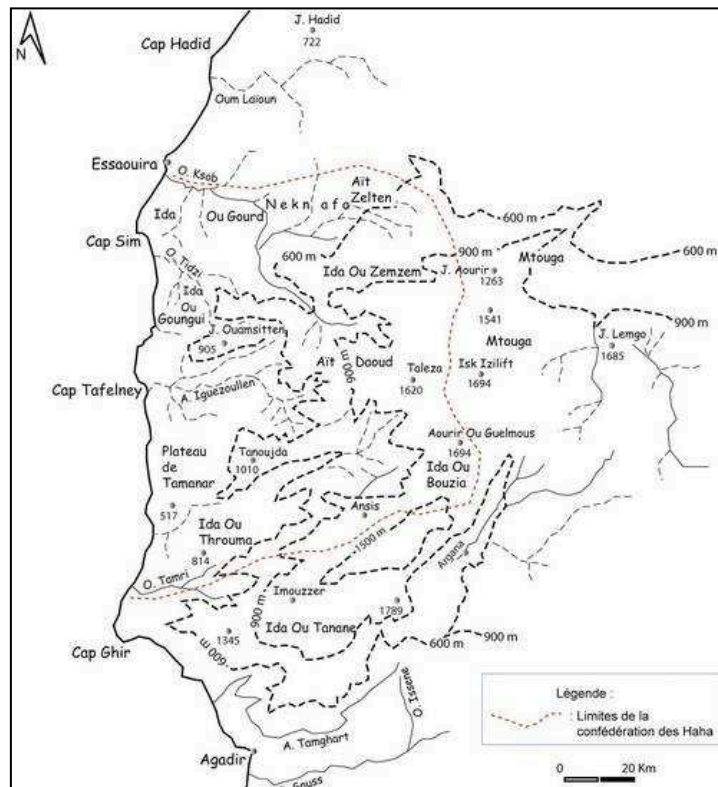 J. Hadid
722
Cap Hadid
N
Oum Laïoun
Essaouira
O. Ksob
Aït
Zelten
Neknafo
Ida
Ou Gourd
600 m
Cap Sim
900 m
Mtouga
600 m
600 m
O. Tidzi
Ida Ou Zemzem
J. Aourir
1263
Ida
Ou
Goungui
1541
J. Ouamsitten
905
Mtouga
900 m
J. Lemgo
1685
Aït Daoud
900 m
Taleza
1620
Isk Izilift
1694
Cap Tafelney
A. Iguezoullen
Aourir Ou Guelmous
1694
Plateau
de
Tamanar
Tanoujda
1010
Ida Ou
Bouzia
517
Ansis
Ida Ou
Throuma
814
1500 m
Argana
O. Tamri
Imouzzer
900 m
1789
Ida Ou Tanane
1345
600 m
600 m
900 m
Cap Ghir
Légende :
: Limites de la
confédération des Haha
O. Issene
A. Tamghart
Agadir
0
20 Km